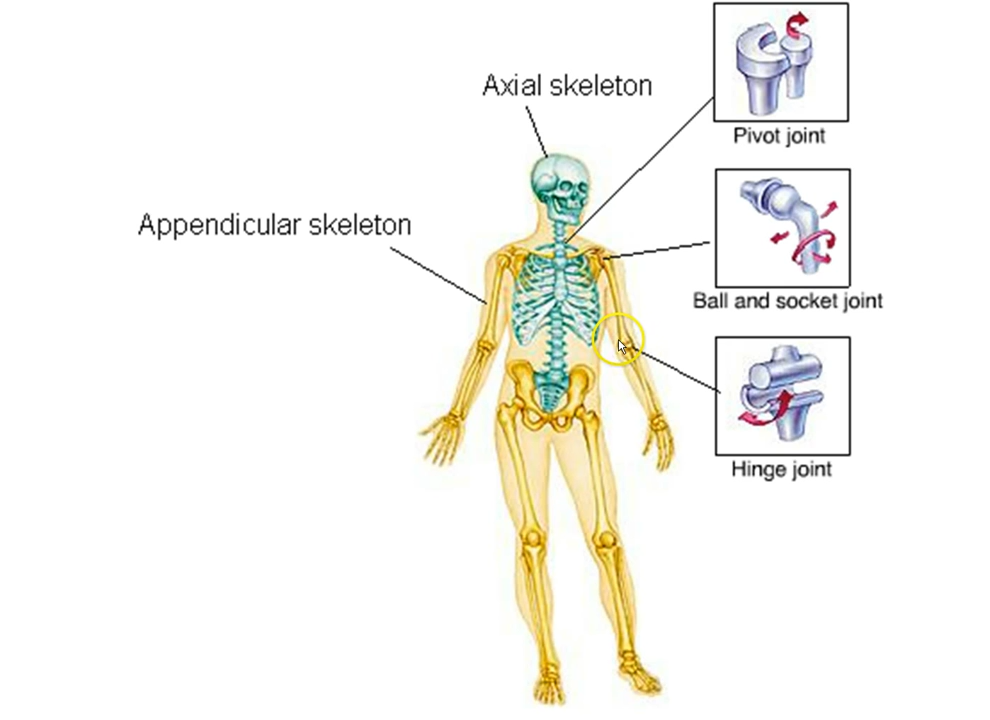 Axial skeleton
Pivot joint
Appendicular skeleton
Ball and socket joint
Hinge joint